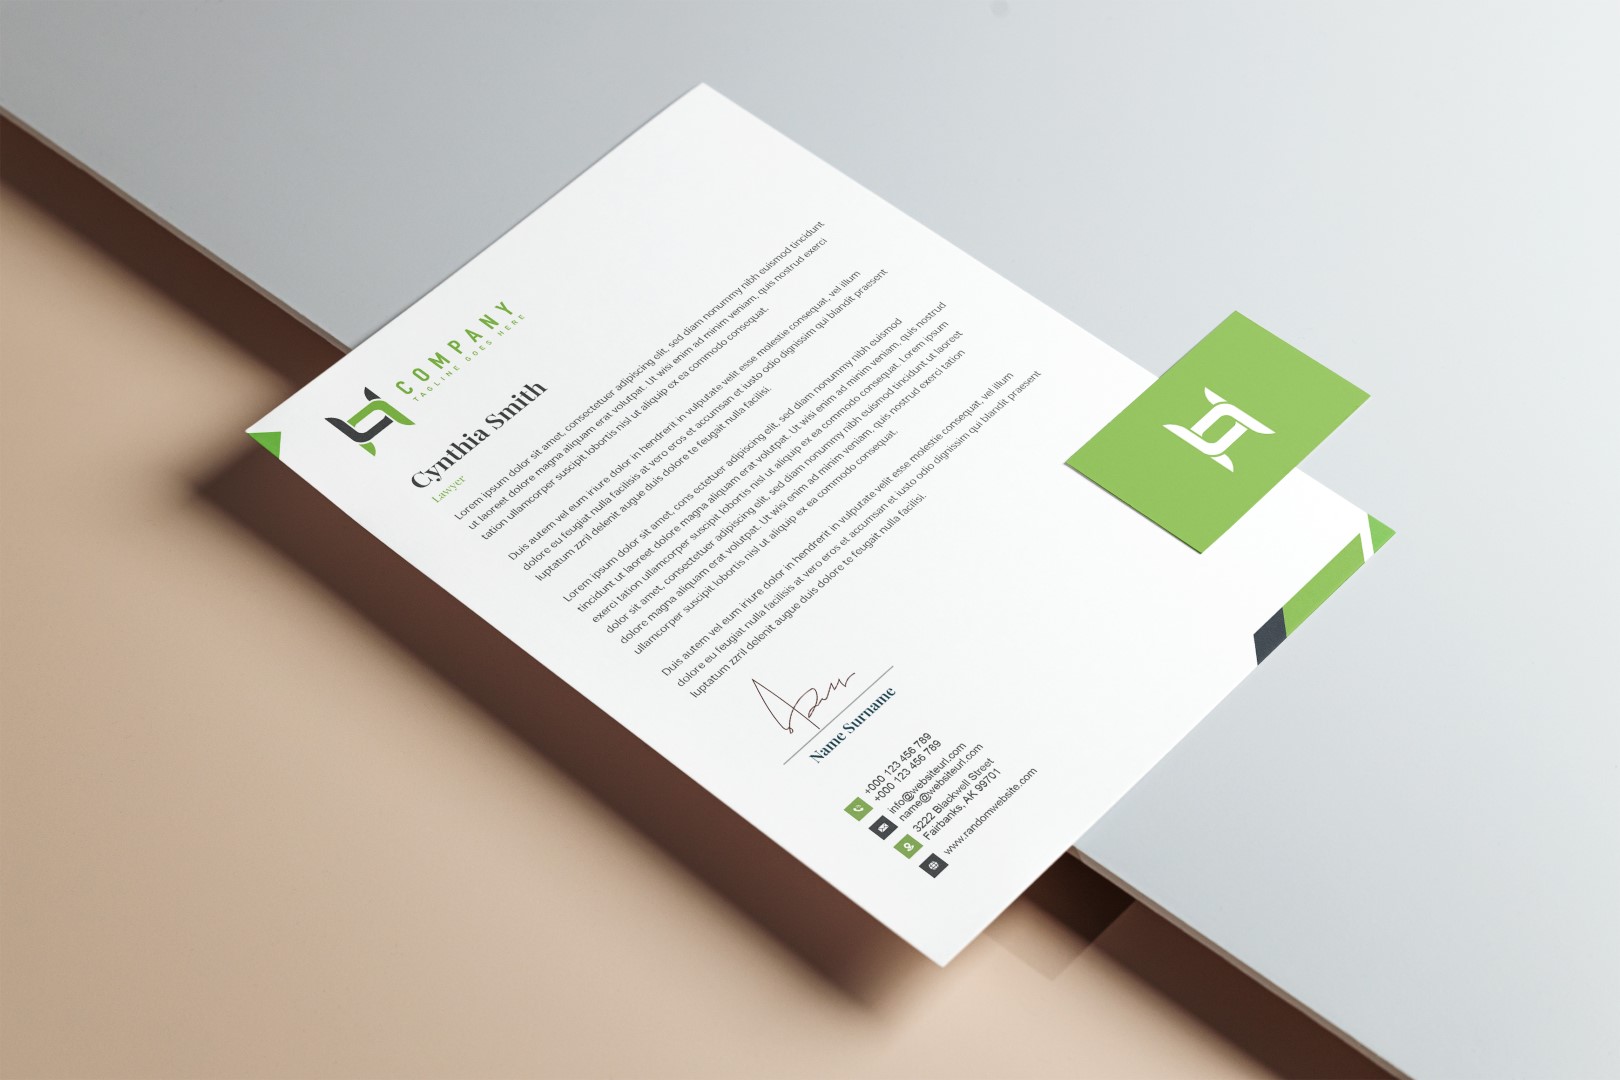 COMPANY
TAGLINE GOES HERE
Cynthia Smith
Lawyer
Lorem ipsum dolor sit amet, consectetuer adipiscing elit, sed diam nonummy nibh euismod tincidunt
ut laoreet dolore magna aliquam erat volutpat. Ut wisi enim ad minim veniam, quis nostrud exerci
tation ullamcorper suscipit lobortis nisl ut aliquip ex ea commodo consequat.
Duis autem vel eum iriure dolor in hendrerit in vulputate velit esse molestie consequat, vel illum
dolore eu feugiat nulla facilisis at vero eros et accumsan et iusto odio dignissim qui blandit praesent
luptatum zzril delenit augue duis dolore te feugait nulla facilisi.
Lorem ipsum dolor sit amet, cons ectetuer adipiscing elit, sed diam nonummy nibh euismod
tincidunt ut laoreet dolore magna aliquam erat volutpat. Ut wisi enim ad minim veniam, quis nostrud
exerci tation ullamcorper suscipit lobortis nisl ut aliquip ex ea commodo consequat. Lorem ipsum
dolor sit amet, consectetuer adipiscing elit, sed diam nonummy nibh euismod tincidunt ut laoreet
dolore magna aliquam erat volutpat. Ut wisi enim ad minim veniam, quis nostrud exerci tation
ullamcorper suscipit lobortis nisl ut aliquip ex ea commodo consequat.
Duis autem vel eum iriure dolor in hendrerit in vulputate velit esse molestie consequat, vel illum
dolore eu feugiat nulla facilisis at vero eros et accumsan et iusto odio dignissim qui blandit praesent
luptatum zzril delenit augue duis dolore te feugait nulla facilisi.
Name Surname
+000 123 456 789
+000 123 456 789
info@websiteurl.com
name@websiteurl.com
3222 Blackwell Street
Fairbanks, AK 99701
www.randomwebsite.com